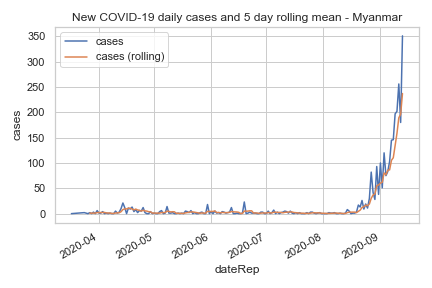 New COVID-19 daily cases and 5 day rolling mean - Myanmar
cases
cases (rolling)
350
300
250
200
150
100
50
0
cases
2020-04
2020-05
2020-06
2020-07
2020-08
2020-09
dateRep